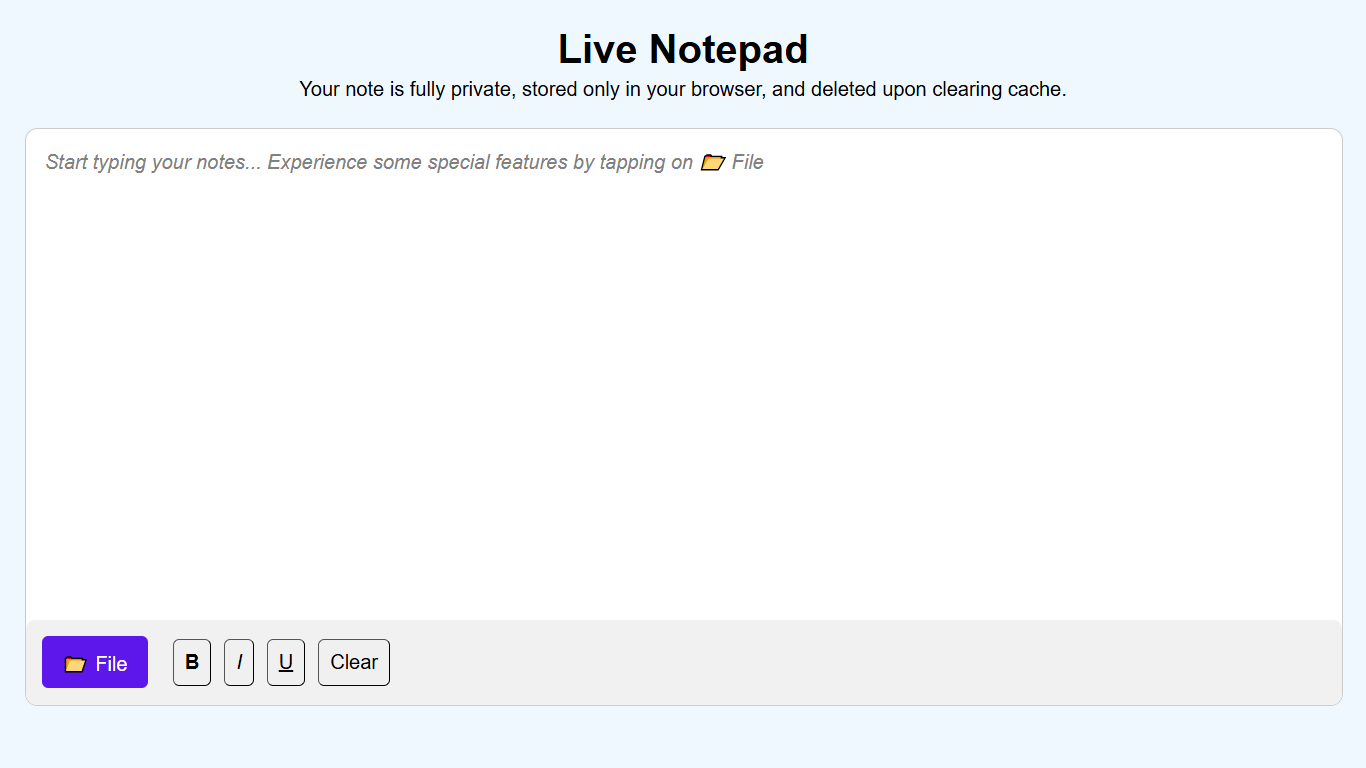 Live Notepad
Your note is fully private, stored only in your browser, and deleted upon clearing cache.
Start typing your notes... Experience some special features by tapping on 📂 File
📂 File B I U Clear